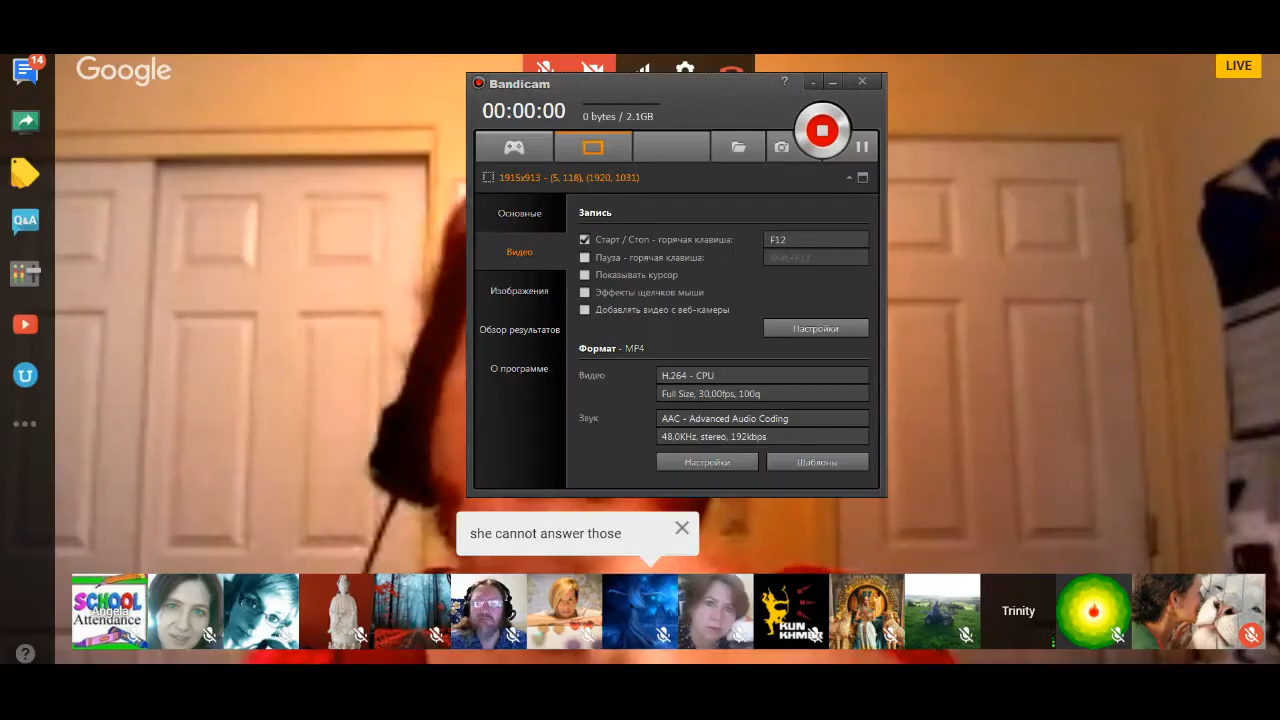 14
Google
LIVE
Bandicam
?
00:00:00
0 bytes / 2.1GB
1915x913 - (5, 118), (1920, 1031)
Основные
Видео
Изображения
Обзор результатов
О программе
Запись
Старт / Стоп - горячая клавиша:
F12
Пауза - горячая клавиша:
Shift+F12
Показывать курсор
Эффекты щелчков мыши
Добавлять видео с веб-камеры
Настройки
Формат - MP4
Видео
H.264 - CPU
Full Size, 30,00fps, 100q
Звук
AAC - Advanced Audio Coding
48.0KHz, stereo, 192kbps
Настройки
Шаблоны
Q&A
she cannot answer those
SCHOOL
Angela
Attendance
KUN
KHMER
Trinity
?